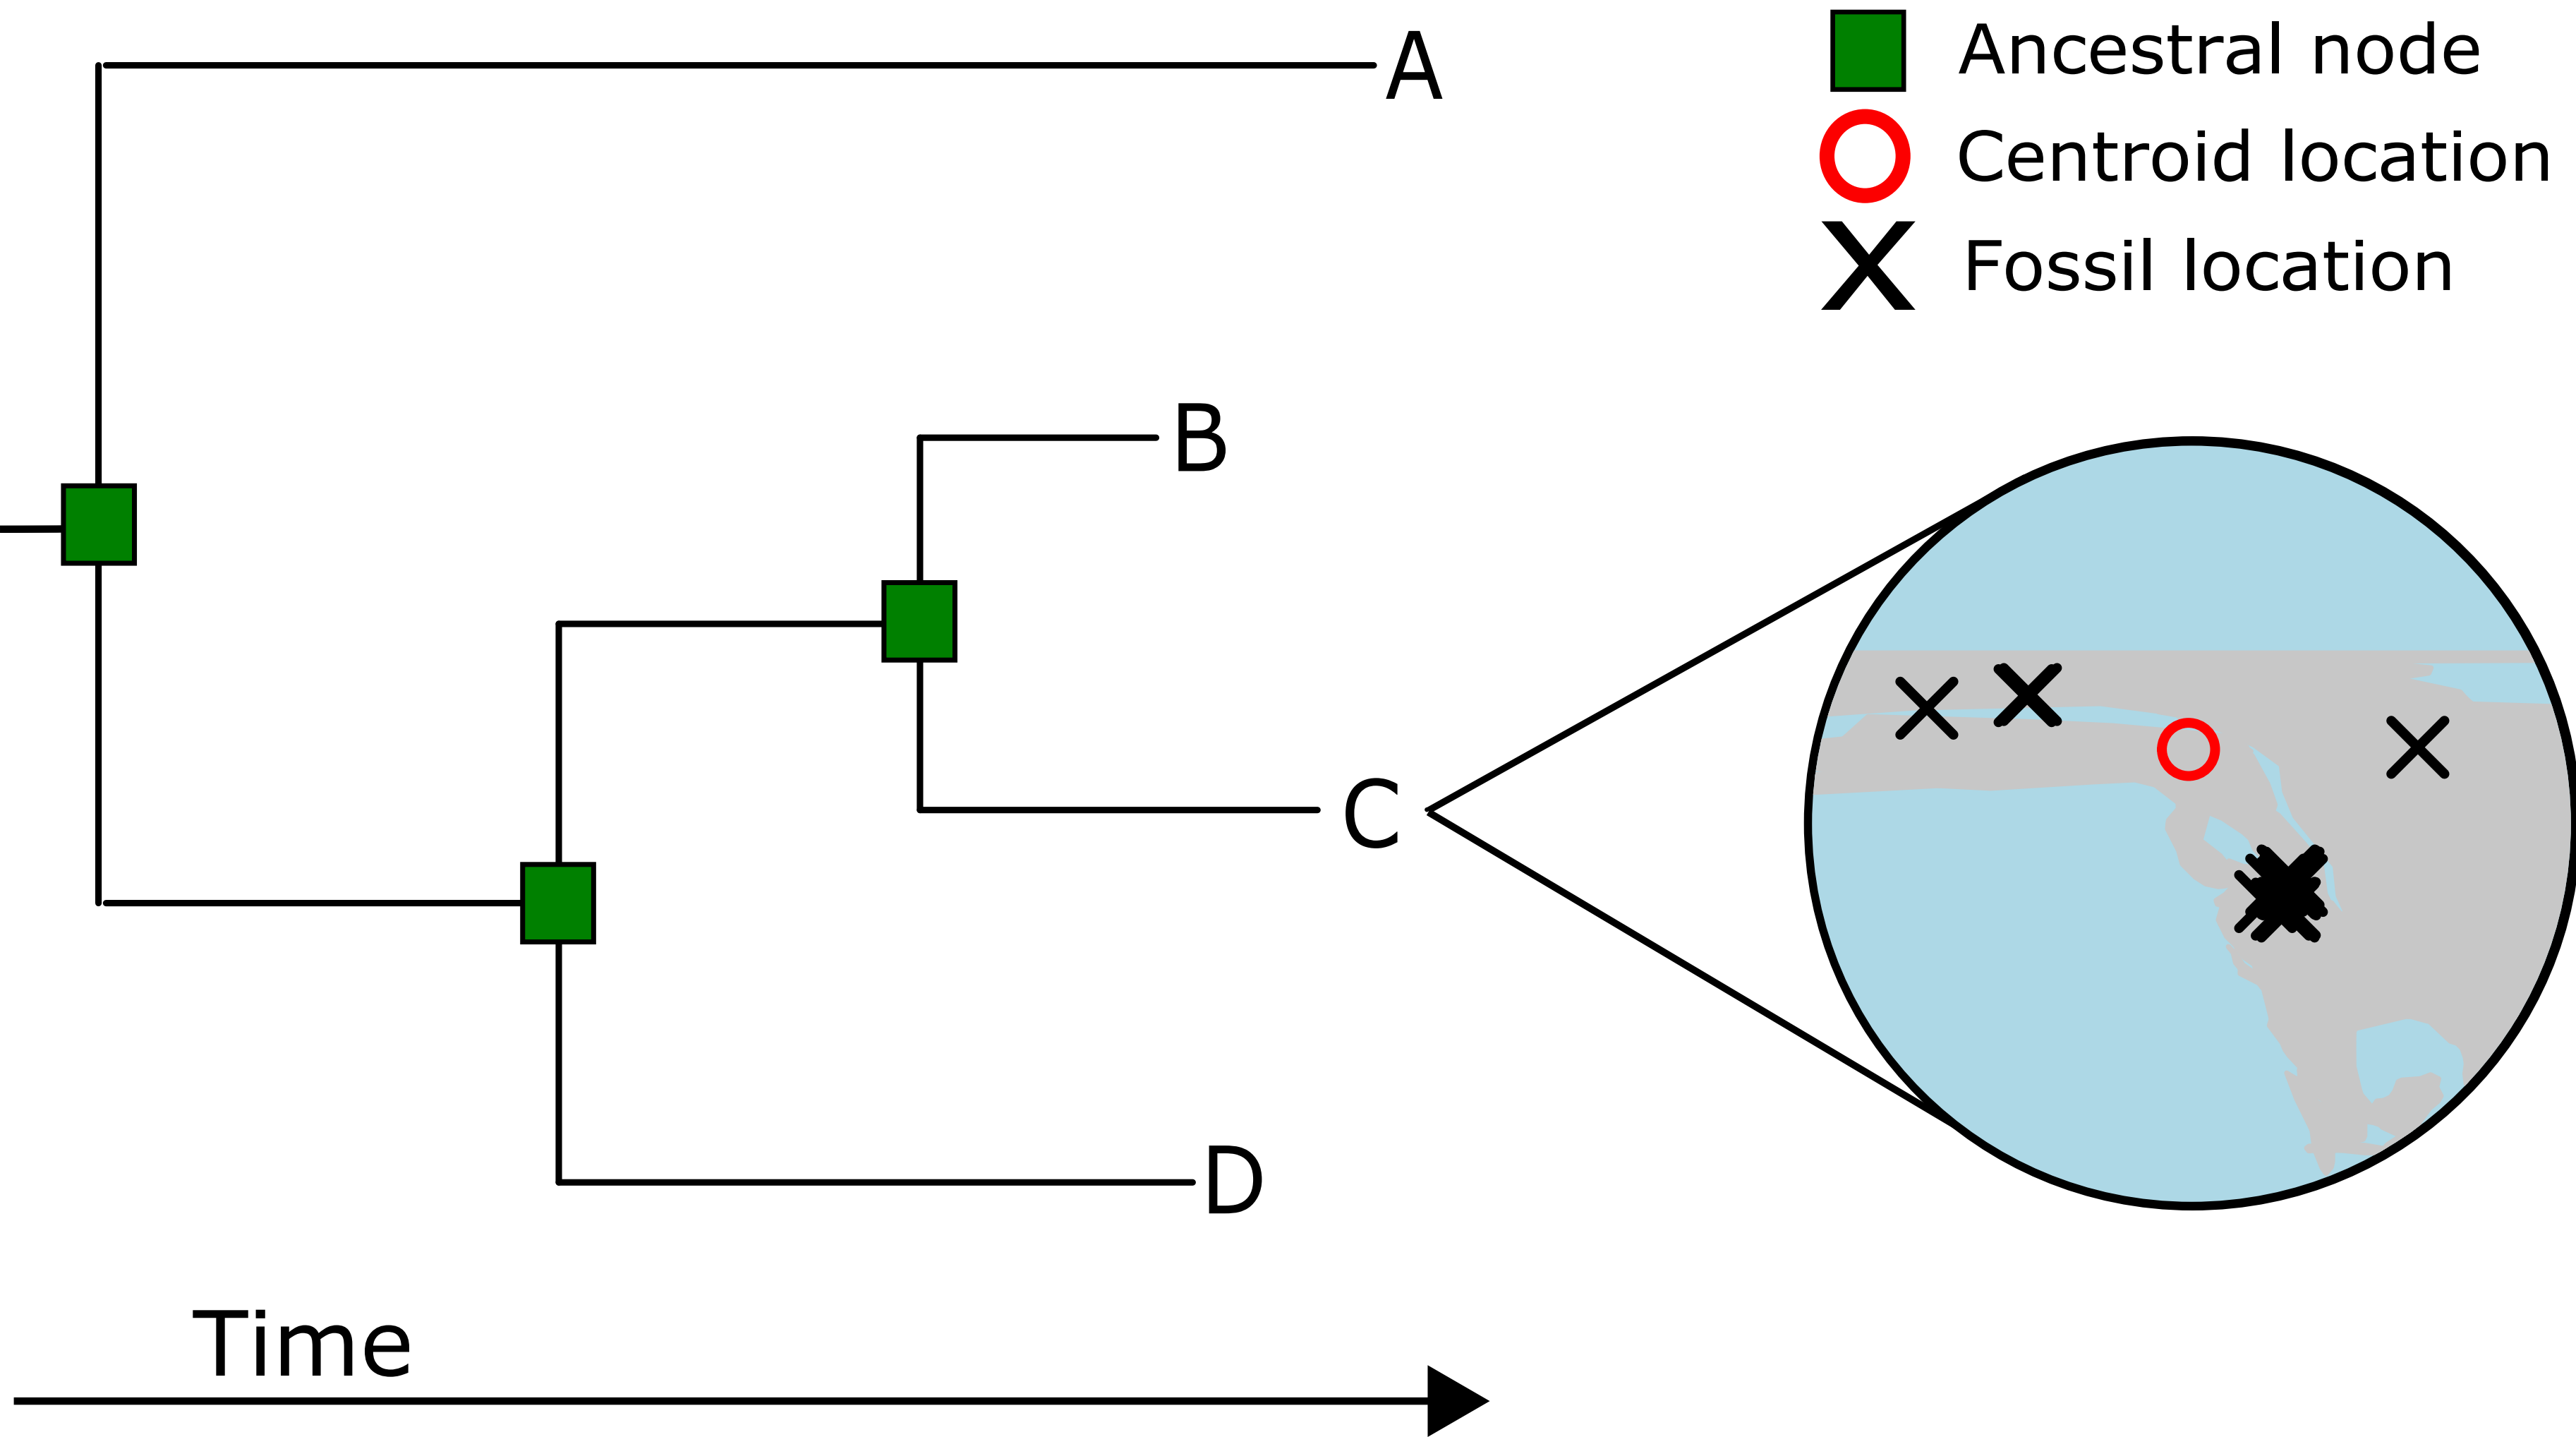 A
Ancestral node
Centroid location
Fossil location
B
C
D
Time